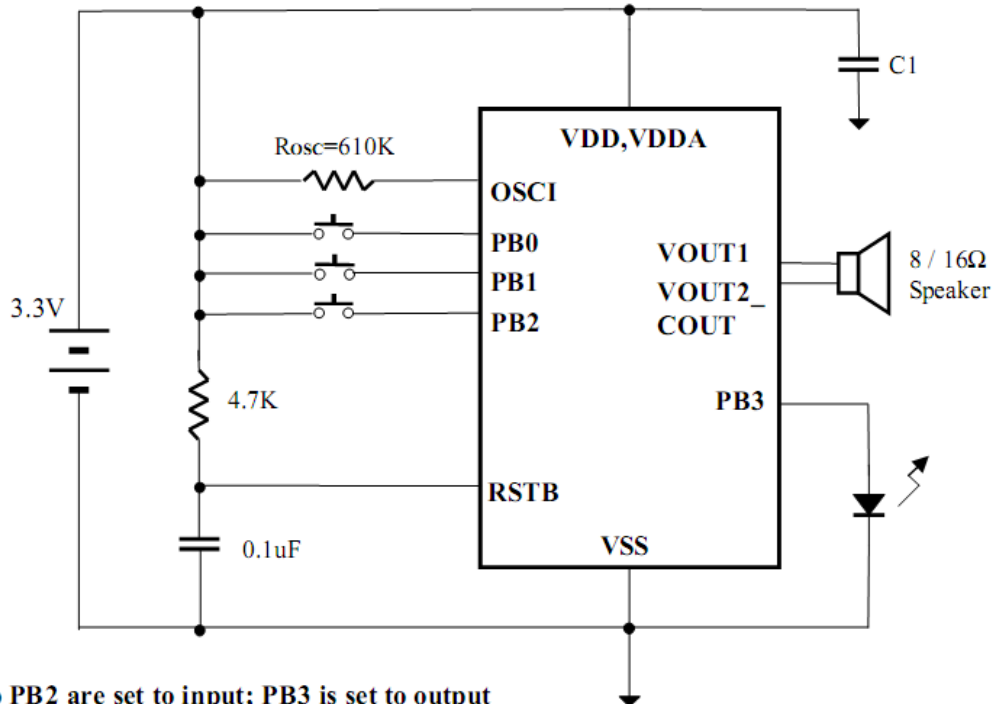 C1
VDD,VDDA
Rosc=610K
OSCI
PB0
PB1
PB2
VOUT1
VOUT2_
COUT
8 / 16Ω
Speaker
3.3V
4.7K
PB3
RSTB
0.1uF
VSS
PB2 are set to input; PB3 is set to output